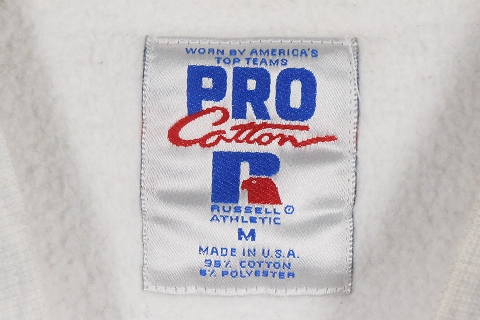 WORN BY AMERICA'S
TOP TEAMS
PRO
Cotton
R
RUSSELL ®
ATHLETIC
M
MADE IN U.S.A.
95% COTTON
5% POLYESTER